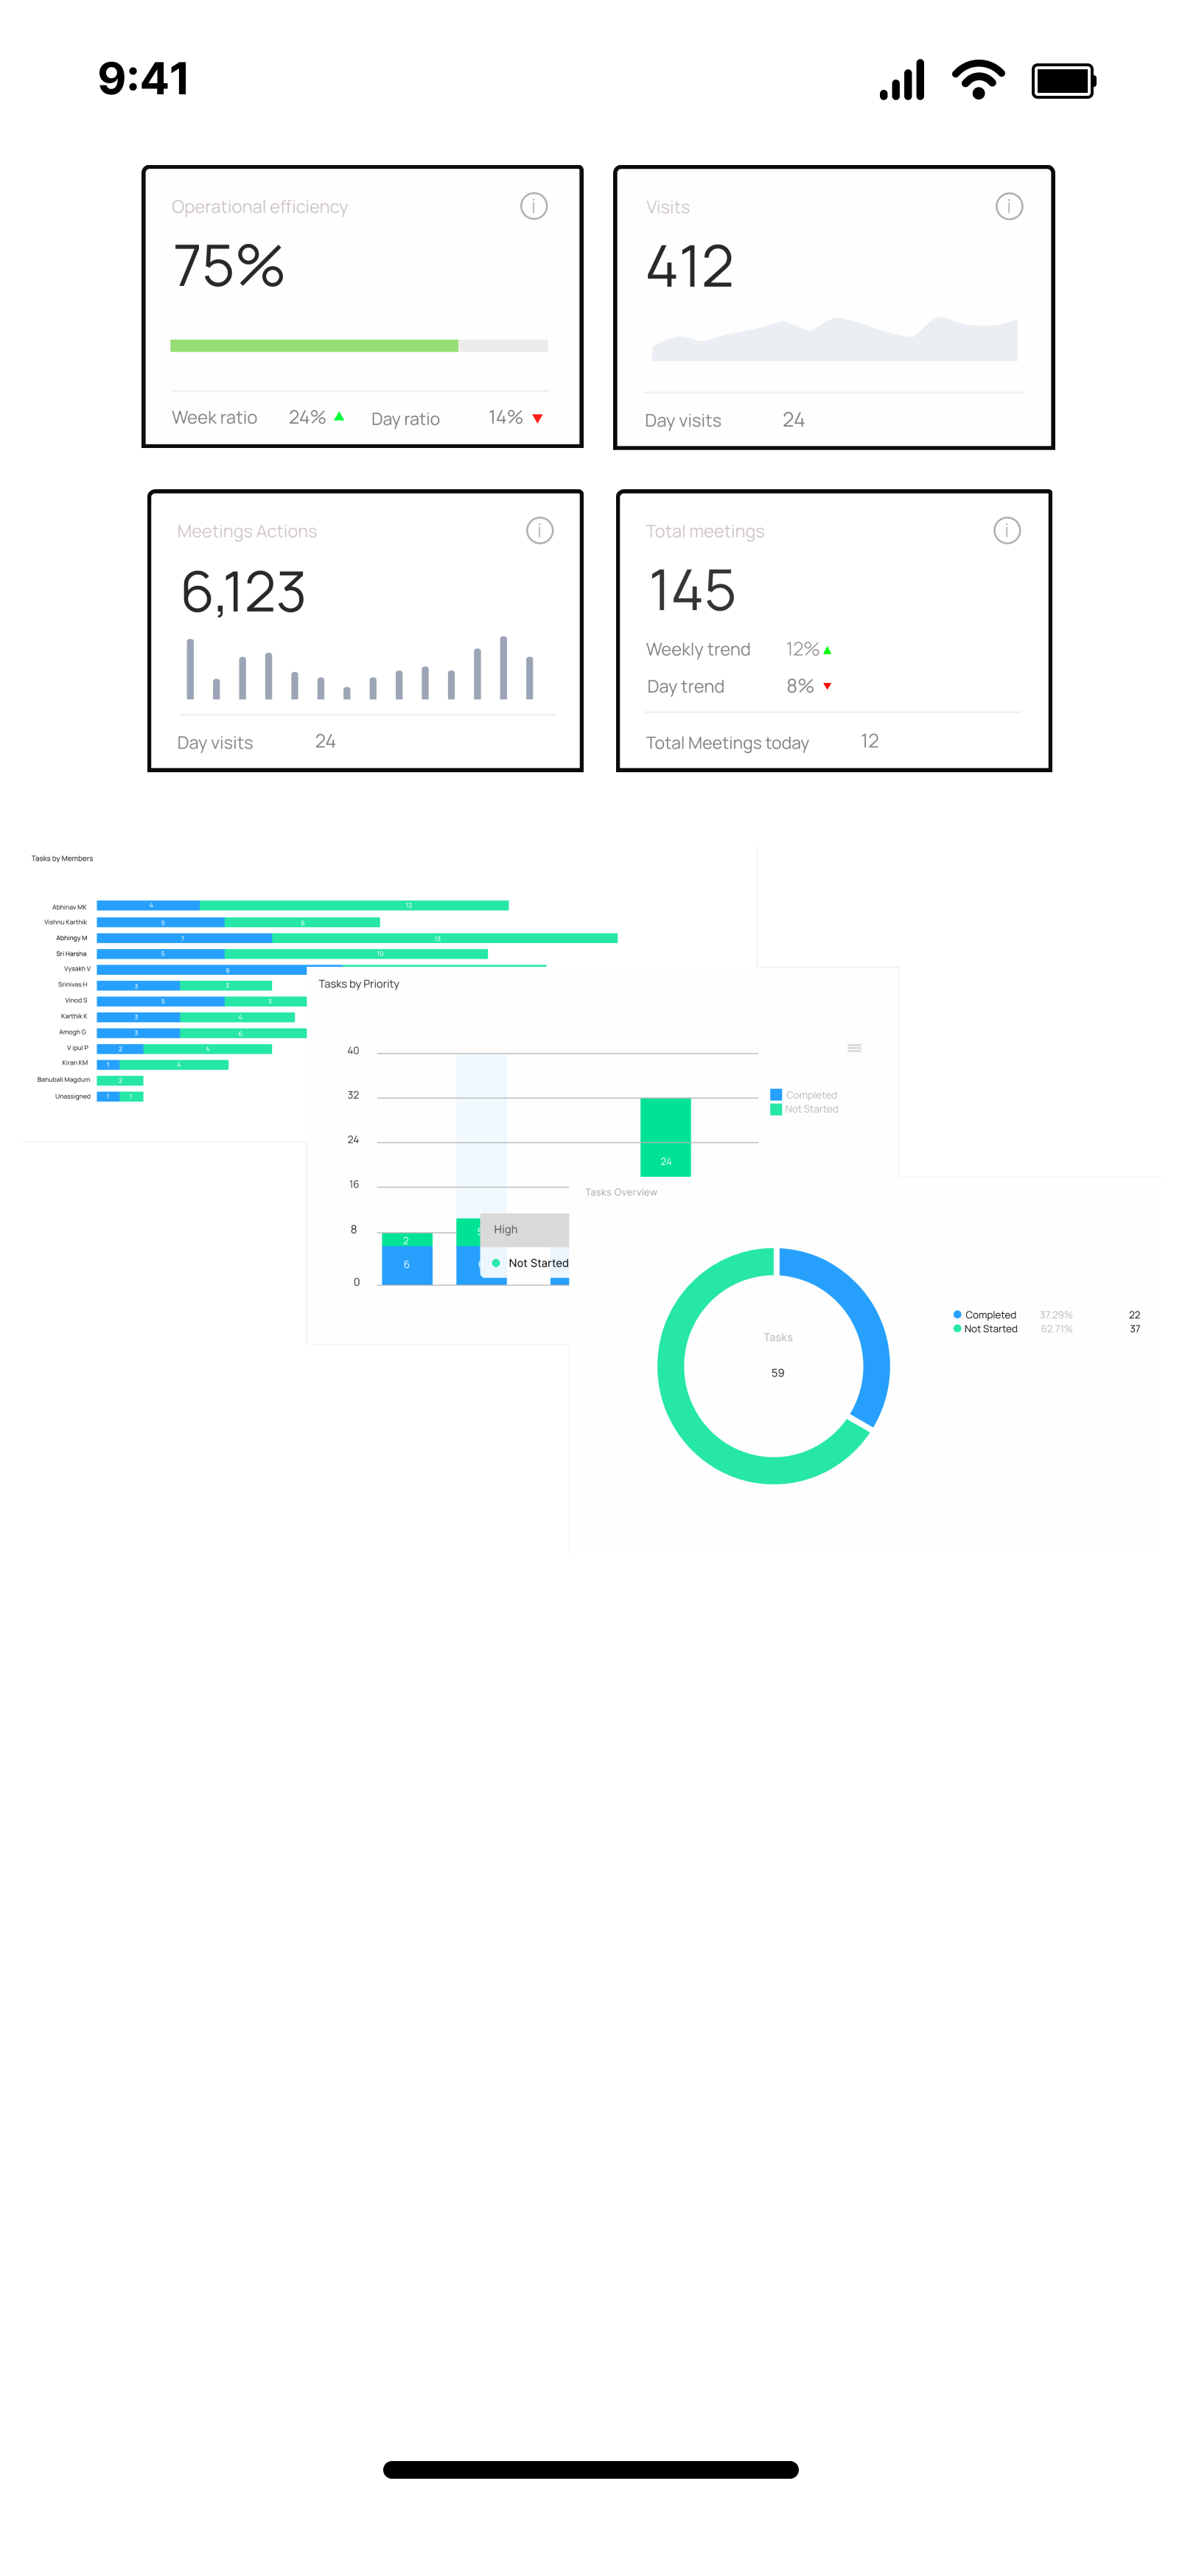 9:41
Operational efficiency
75%
Week ratio 24% Day ratio 14%
Visits
412
Day visits 24
Meetings Actions
6,123
Day visits 24
Total meetings
145
Weekly trend 12%
Day trend 8%
Total Meetings today 12
Tasks by Members
Abhinav MK 4 12
Vishnu Karthik 5 6
Abhingy M 7 13
Sri Harsha 5 10
Vysakh V 9
Srinivas H 3 3
Vinod S 5 3
Karthik K 3 4
Amogh G 3 6
V ipul P 2 4
Kiran KM 1 4
Bahubali Magdum 2
Unassigned 1 1
Tasks by Priority
40
32
24
16
8
0
Completed
Not Started
24
2
6
High
Not Started
Tasks Overview
Tasks
59
Completed 37.29% 22
Not Started 62.71% 37